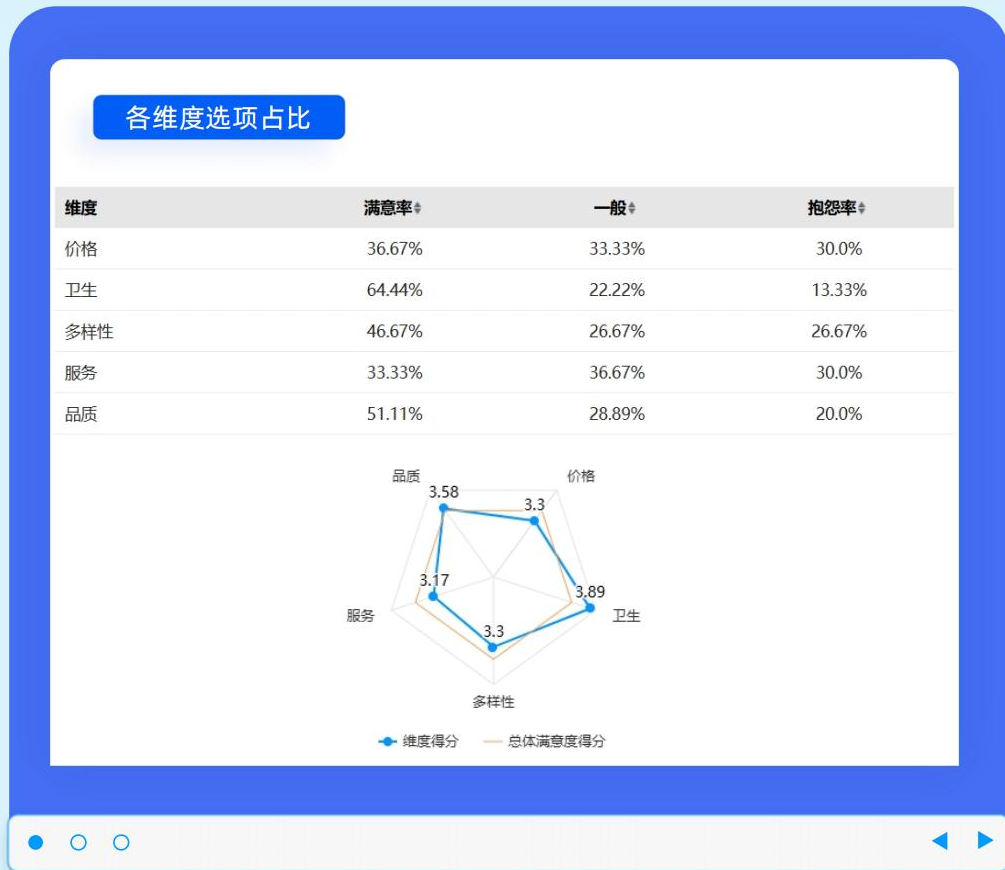 各维度选项占比
维度 满意率 一般 抱怨率
价格 36.67% 33.33% 30.0%
卫生 64.44% 22.22% 13.33%
多样性 46.67% 26.67% 26.67%
服务 33.33% 36.67% 30.0%
品质 51.11% 28.89% 20.0%
品质 价格
3.58
3.3
3.17
3.89
服务 卫生
3.3
多样性
维度得分 总体满意度得分